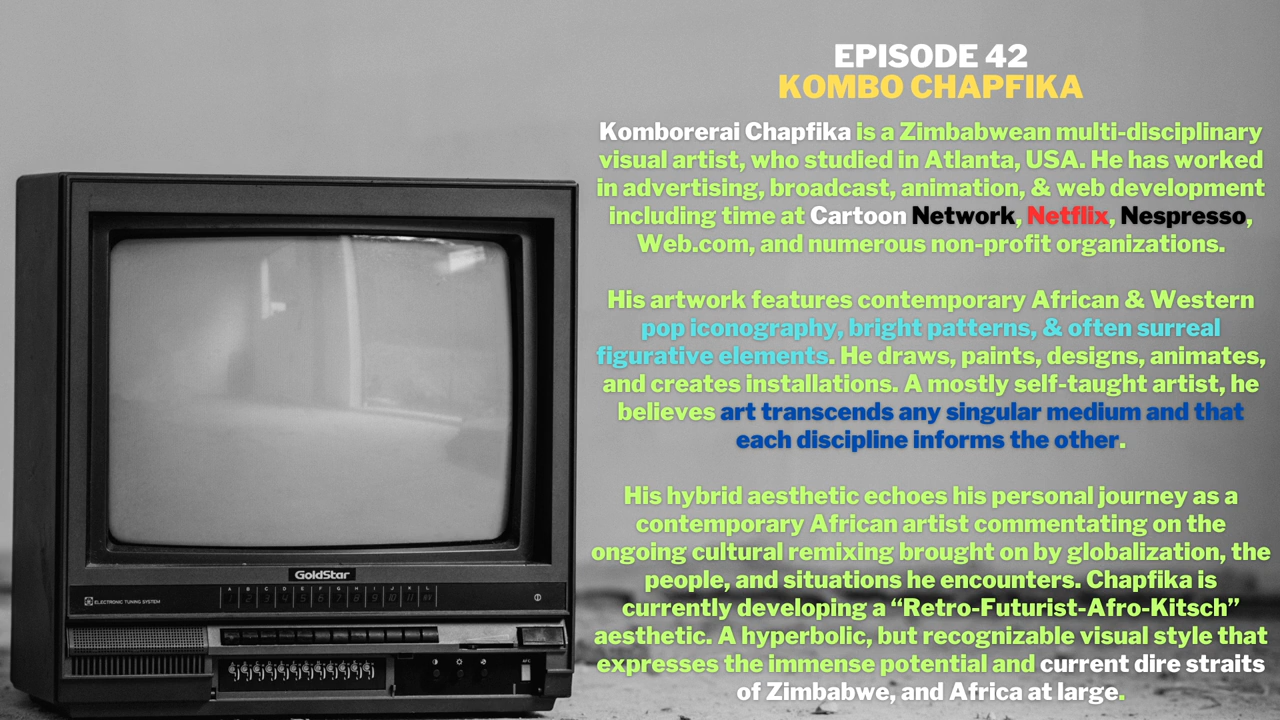 EPISODE 42
KOMBO CHAPFIKA
Komborerai Chapfika is a Zimbabwean multi-disciplinary
visual artist, who studied in Atlanta, USA. He has worked
in advertising, broadcast, animation, & web development
including time at Cartoon Network, Netflix, Nespresso,
Web.com, and numerous non-profit organizations.
His artwork features contemporary African & Western
pop iconography, bright patterns, & often surreal
figurative elements. He draws, paints, designs, animates,
and creates installations. A mostly self-taught artist, he
believes art transcends any singular medium and that
each discipline informs the other.
His hybrid aesthetic echoes his personal journey as a
contemporary African artist commentating on the
ongoing cultural remixing brought on by globalization, the
people, and situations he encounters. Chapfika is
currently developing a “Retro-Futurist-Afro-Kitsch”
aesthetic. A hyperbolic, but recognizable visual style that
expresses the immense potential and current dire straits
of Zimbabwe, and Africa at large.
GoldStar
ELECTRONIC TUNING SYSTEM